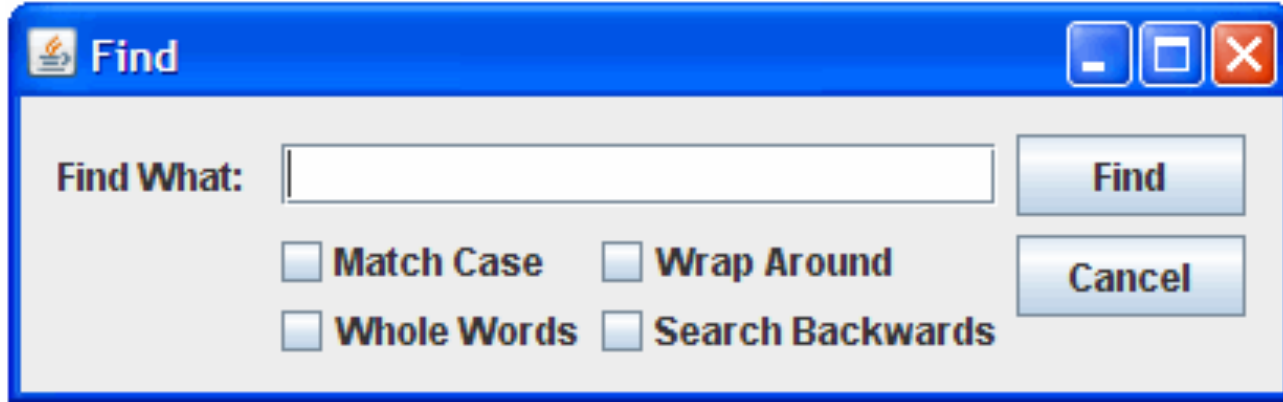 Find
Find What:
Find
Match Case
Wrap Around
Cancel
Whole Words
Search Backwards